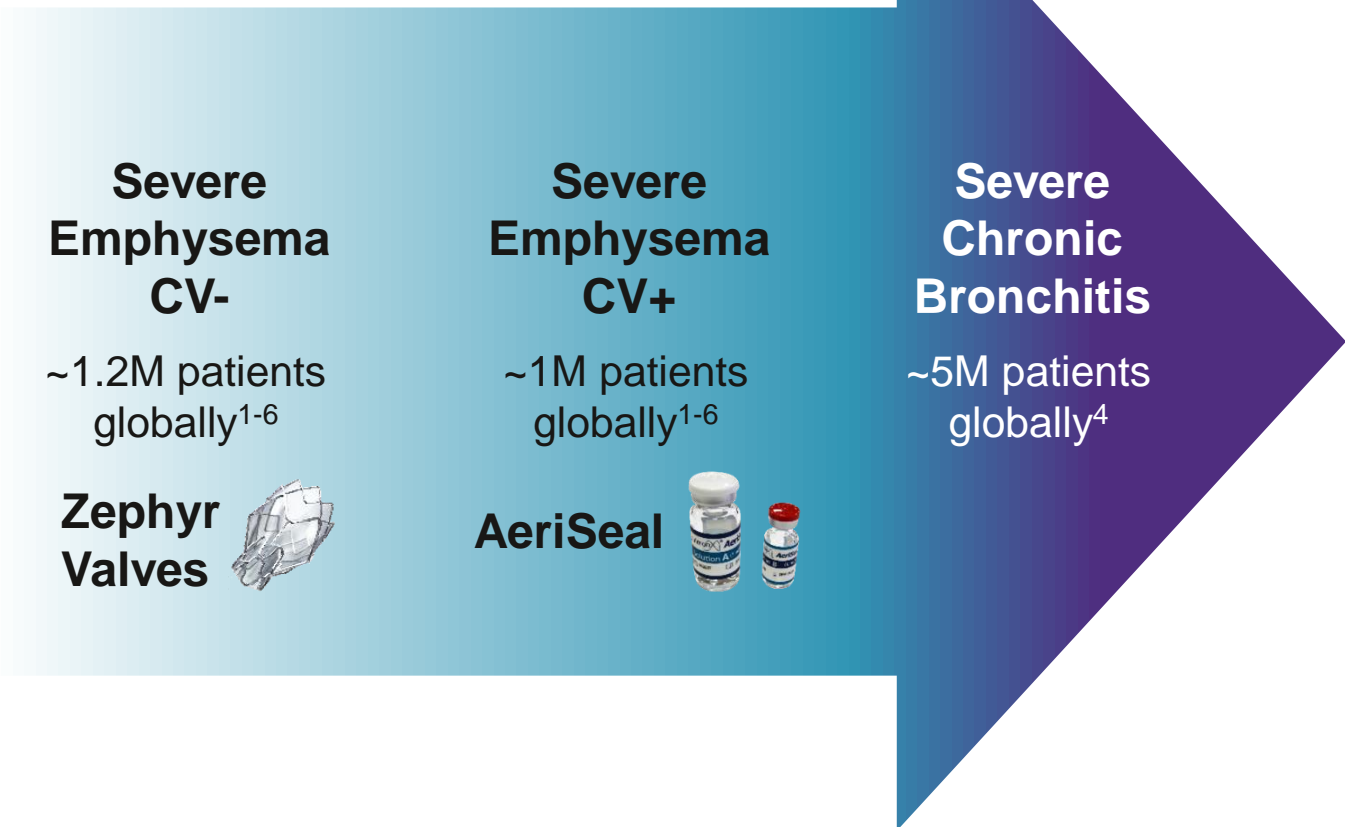 Severe
Emphysema
CV-
~1.2M patients
globally1-6
Zephyr
Valves
Severe
Emphysema
CV+
~1M patients
globally1-6
AeriSeal
Severe
Chronic
Bronchitis
~5M patients
globally4